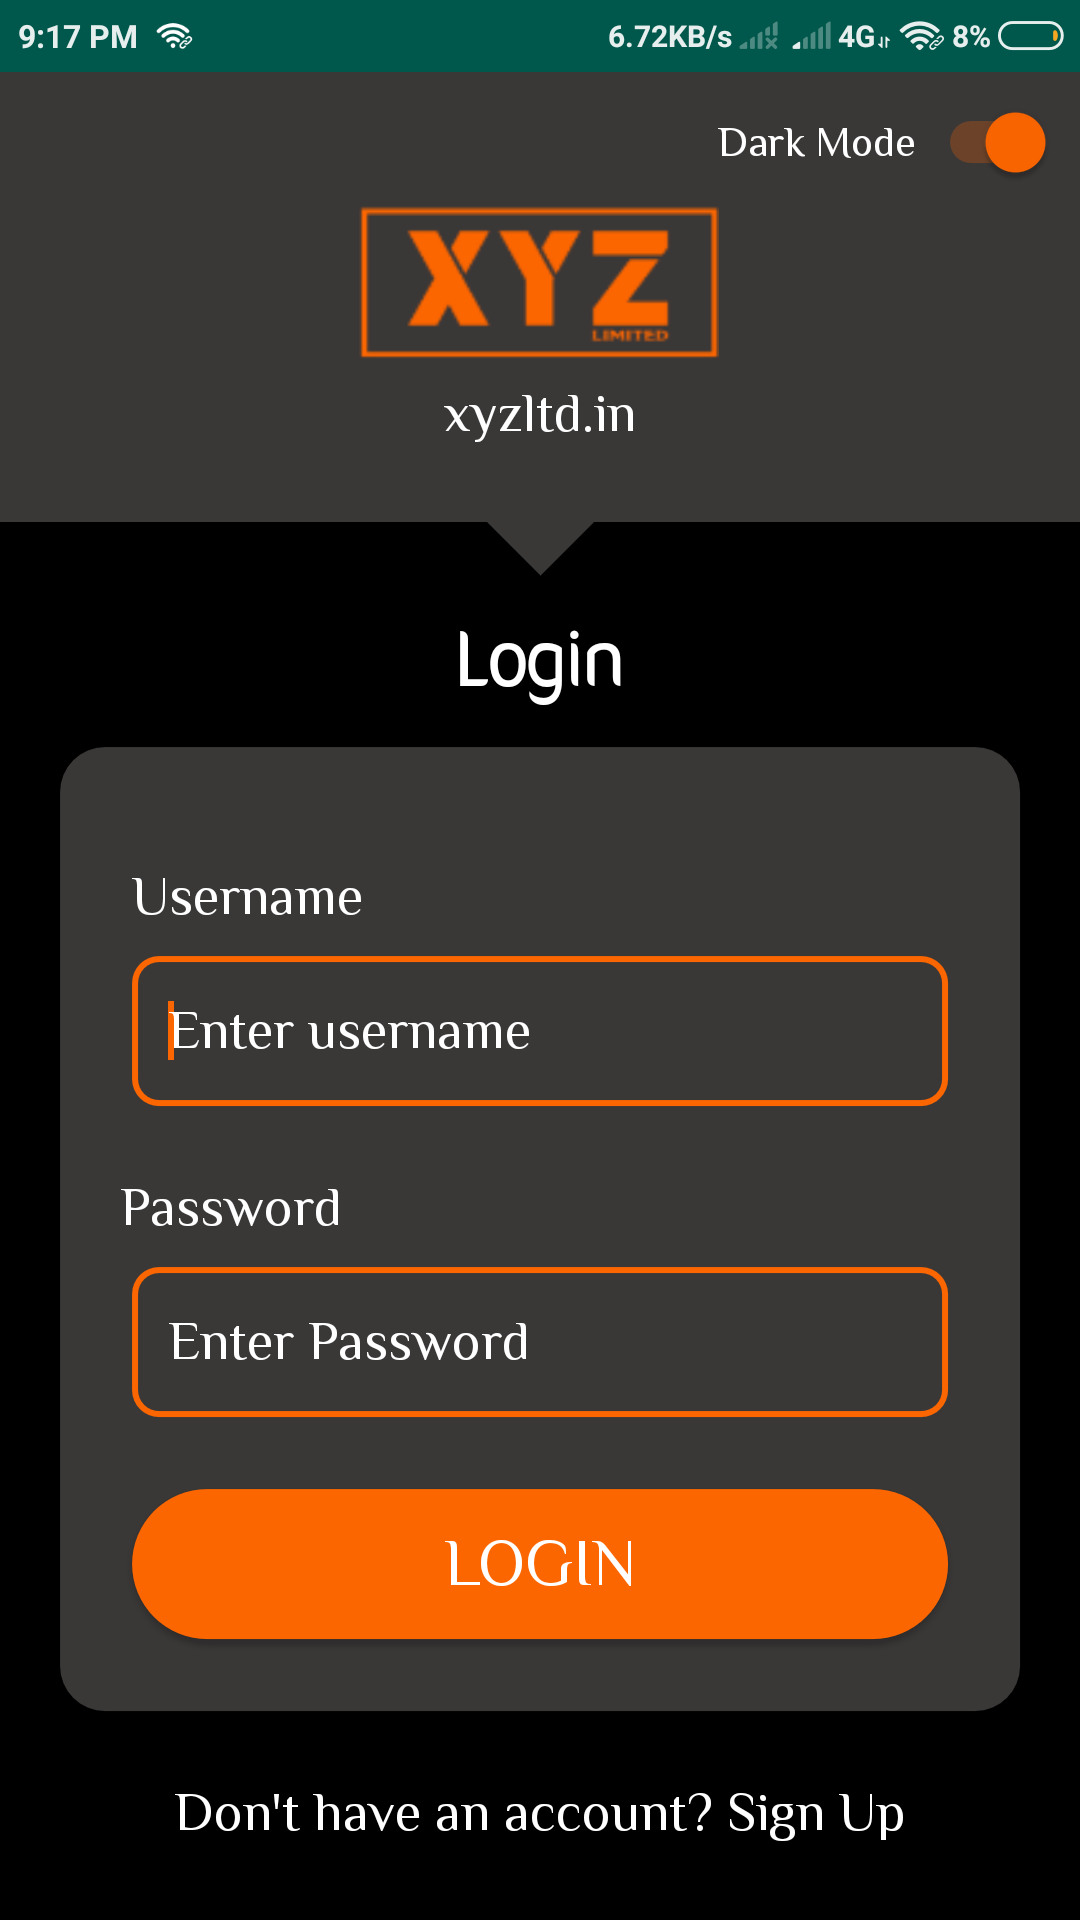 9:17 PM 6.72KB/s 4G 8%
Dark Mode
XYZ
LIMITED
xyzltd.in
Login
Username
Enter username
Password
Enter Password
LOGIN
Don't have an account? Sign Up